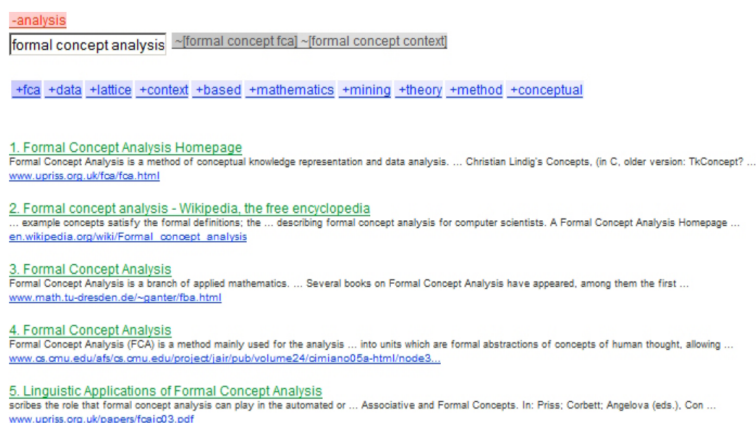 -analysis
formal concept analysis ~[formal concept fca] ~[formal concept context]
+fca +data +lattice +context +based +mathematics +mining +theory +method +conceptual
1. Formal Concept Analysis Homepage
Formal Concept Analysis is a method of conceptual knowledge representation and data analysis. ... Christian Lindig's Concepts, (in C, older version: TkConcept? ...
www.upriss.org.uk/fca/fca.html
2. Formal concept analysis - Wikipedia, the free encyclopedia
... example concepts satisfy the formal definitions; the ... describing formal concept analysis for computer scientists. A Formal Concept Analysis Homepage ...
en.wikipedia.org/wiki/Formal_concept_analysis
3. Formal Concept Analysis
Formal Concept Analysis is a branch of applied mathematics. ... Several books on Formal Concept Analysis have appeared, among them the first ...
www.math.tu-dresden.de/~ganter/fba.html
4. Formal Concept Analysis
Formal Concept Analysis (FCA) is a method mainly used for the analysis ... into units which are formal abstractions of concepts of human thought, allowing ...
www.cs.cmu.edu/afs/cs.cmu.edu/project/jair/pub/volume24/cimiano05a-html/node3...
5. Linguistic Applications of Formal Concept Analysis
scribes the role that formal concept analysis can play in the automated or ... Associative and Formal Concepts. In: Priss; Corbett; Angelova (eds.), Con ...
www.upriss.org.uk/papers/fcaic03.pdf